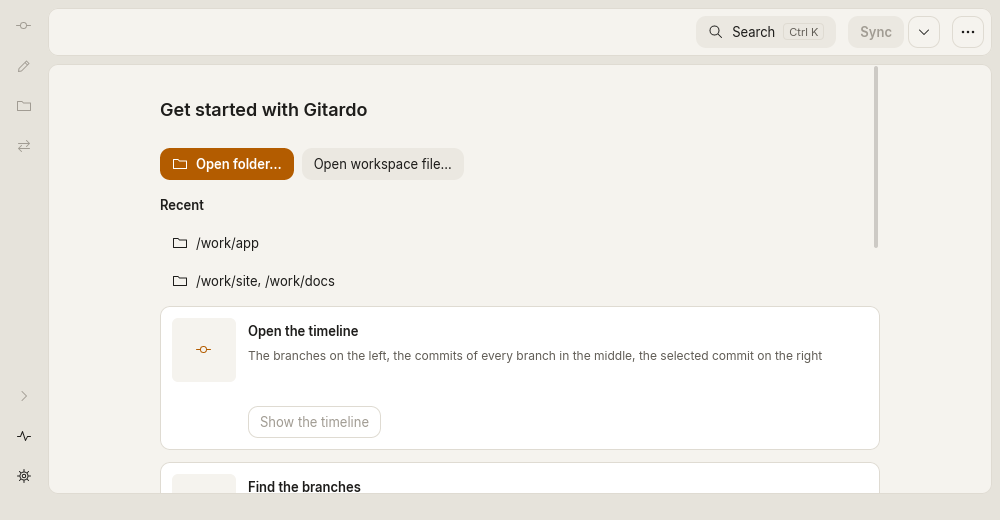 Search Ctrl K
Sync
Get started with Gitardo
Open folder...
Open workspace file...
Recent
/work/app
/work/site, /work/docs
Open the timeline
The branches on the left, the commits of every branch in the middle, the selected commit on the right
Show the timeline
Find the branches